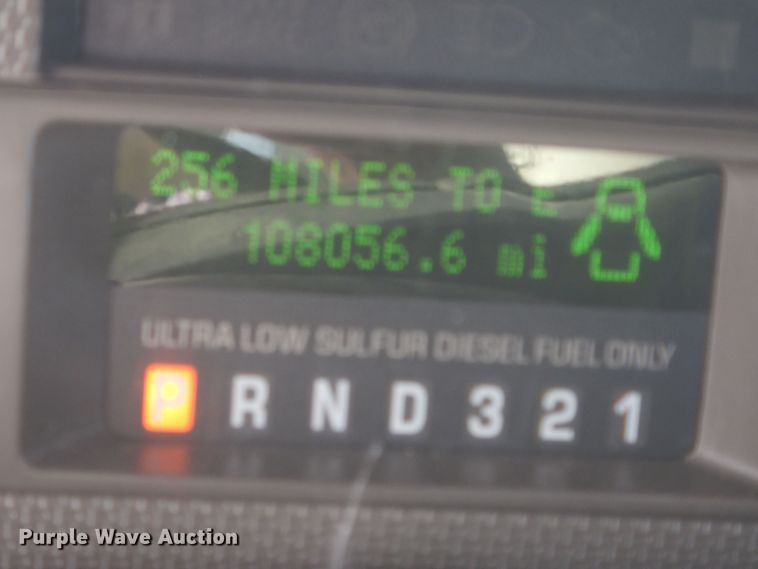 256 MILES TO E
108056.6 mi
ULTRA LOW SULFUR DIESEL FUEL ONLY
P R N D 3 2 1
Purple Wave Auction